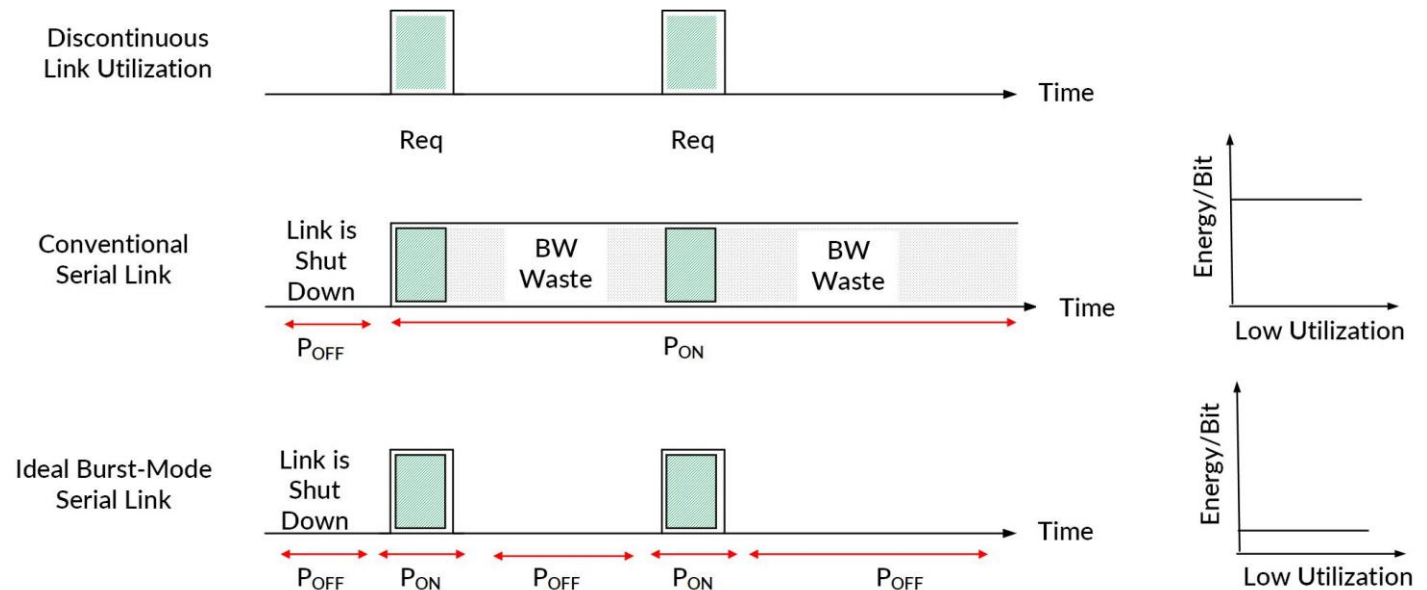 Discontinuous
Link Utilization
Time
Req
Req
Conventional
Serial Link
Link is
Shut
Down
BW
Waste
BW
Waste
Time
POFF
PON
Energy/Bit
Low Utilization
Ideal Burst-Mode
Serial Link
Link is
Shut
Down
Time
POFF
PON
POFF
PON
POFF
Energy/Bit
Low Utilization